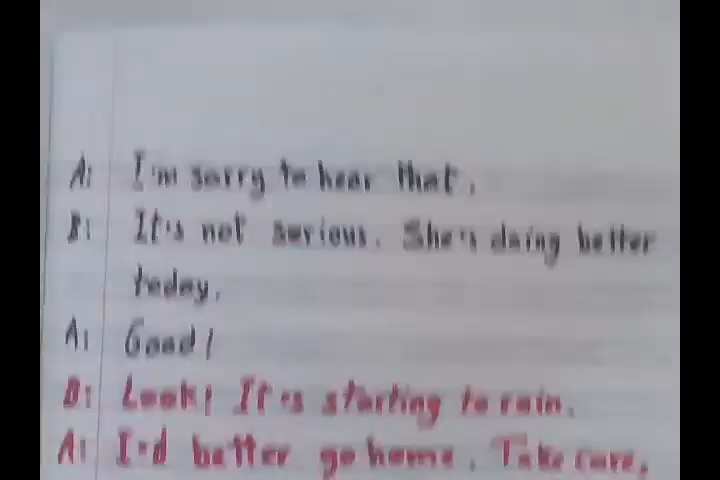 A: I'm sorry to hear that.
B: It's not serious. She's doing better
today.
A: Good!
B: Look! It's starting to rain.
A: I'd better go home. Take care.